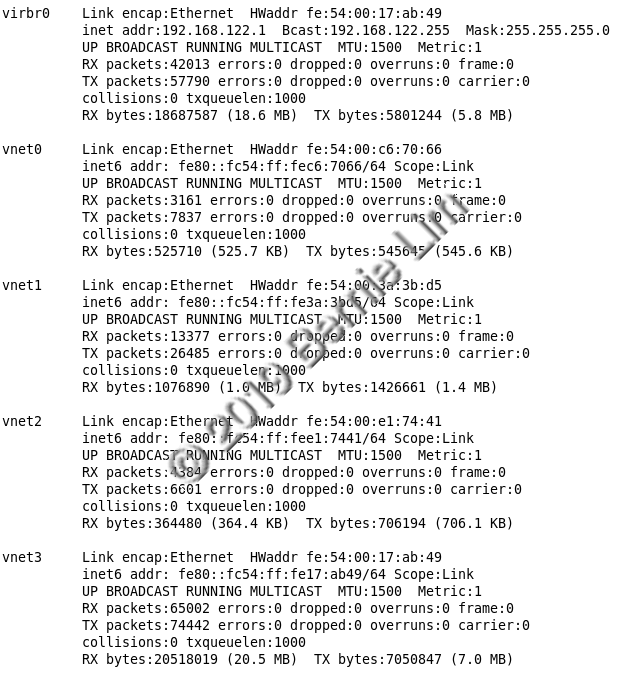 virbr0 Link encap:Ethernet HWaddr fe:54:00:17:ab:49
inet addr:192.168.122.1 Bcast:192.168.122.255 Mask:255.255.255.0
UP BROADCAST RUNNING MULTICAST MTU:1500 Metric:1
RX packets:42013 errors:0 dropped:0 overruns:0 frame:0
TX packets:57790 errors:0 dropped:0 overruns:0 carrier:0
collisions:0 txqueuelen:1000
RX bytes:18687587 (18.6 MB) TX bytes:5801244 (5.8 MB)
vnet0 Link encap:Ethernet HWaddr fe:54:00:c6:70:66
inet6 addr: fe80::fc54:ff:fec6:7066/64 Scope:Link
UP BROADCAST RUNNING MULTICAST MTU:1500 Metric:1
RX packets:3161 errors:0 dropped:0 overruns:0 frame:0
TX packets:7837 errors:0 dropped:0 overruns:0 carrier:0
collisions:0 txqueuelen:1000
RX bytes:525710 (525.7 KB) TX bytes:545645 (545.6 KB)
vnet1 Link encap:Ethernet HWaddr fe:54:00:3a:3b:d5
inet6 addr: fe80::fc54:ff:fe3a:3bd5/64 Scope:Link
UP BROADCAST RUNNING MULTICAST MTU:1500 Metric:1
RX packets:13377 errors:0 dropped:0 overruns:0 frame:0
TX packets:26485 errors:0 dropped:0 overruns:0 carrier:0
collisions:0 txqueuelen:1000
RX bytes:1076890 (1.0 MB) TX bytes:1426661 (1.4 MB)
vnet2 Link encap:Ethernet HWaddr fe:54:00:e1:74:41
inet6 addr: fe80::fc54:ff:fee1:7441/64 Scope:Link
UP BROADCAST RUNNING MULTICAST MTU:1500 Metric:1
RX packets:4384 errors:0 dropped:0 overruns:0 frame:0
TX packets:6601 errors:0 dropped:0 overruns:0 carrier:0
collisions:0 txqueuelen:1000
RX bytes:364480 (364.4 KB) TX bytes:706194 (706.1 KB)
vnet3 Link encap:Ethernet HWaddr fe:54:00:17:ab:49
inet6 addr: fe80::fc54:ff:fe17:ab49/64 Scope:Link
UP BROADCAST RUNNING MULTICAST MTU:1500 Metric:1
RX packets:65002 errors:0 dropped:0 overruns:0 frame:0
TX packets:74442 errors:0 dropped:0 overruns:0 carrier:0
collisions:0 txqueuelen:1000
RX bytes:20518019 (20.5 MB) TX bytes:7050847 (7.0 MB)
© 2019 Bernie Lim